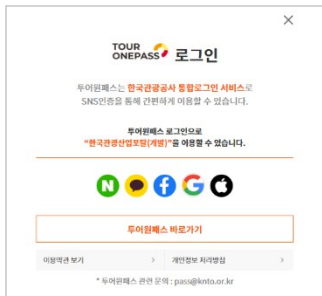 TOUR
ONEPASS 로그인
투어원패스는 한국관광공사 통합로그인 서비스로
SNS인증을 통해 간편하게 이용할 수 있습니다.
투어원패스 로그인으로
"한국관광산업포털(개발)"을 이용할 수 있습니다.
N TALK f G
투어원패스 바로가기
이용약관 보기 > 개인정보 처리방침 >
* 투어원패스 관련 문의 : pass@knto.or.kr